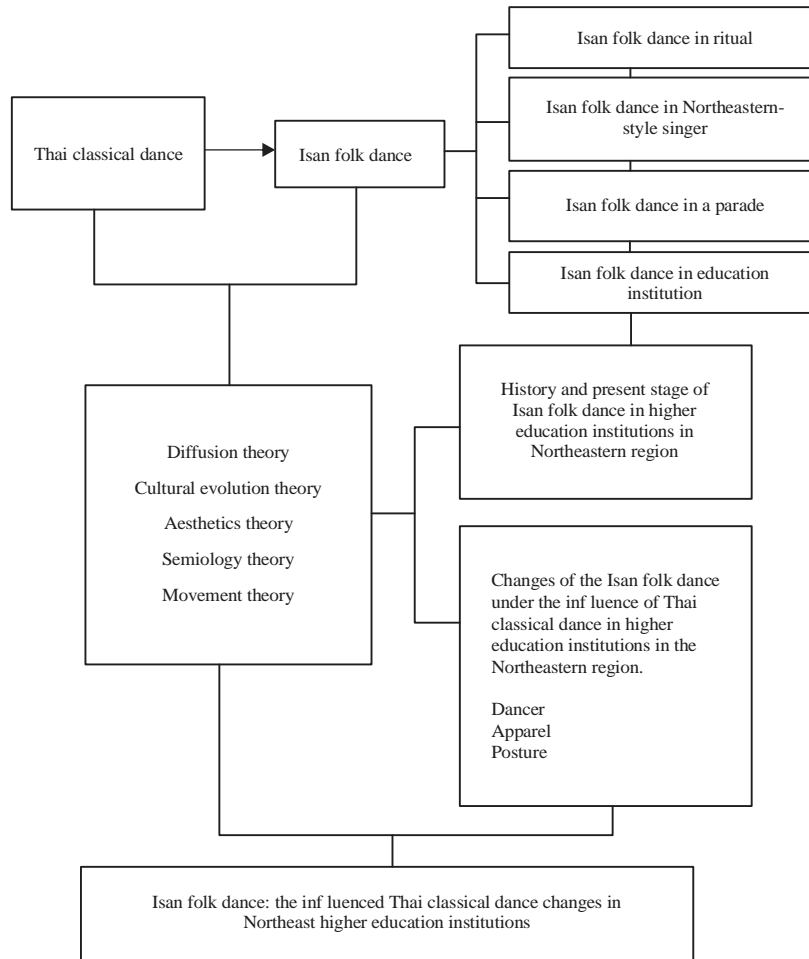 Isan folk dance in ritual
Isan folk dance in Northeastern-
style singer
Thai classical dance
Isan folk dance
Isan folk dance in a parade
Isan folk dance in education
institution
History and present stage of
Isan folk dance in higher
education institutions in
Northeastern region
Diffusion theory
Cultural evolution theory
Aesthetics theory
Semiology theory
Movement theory
Changes of the Isan folk dance
under the inf luence of Thai
classical dance in higher
education institutions in the
Northeastern region.
Dancer
Apparel
Posture
Isan folk dance: the inf luenced Thai classical dance changes in
Northeast higher education institutions